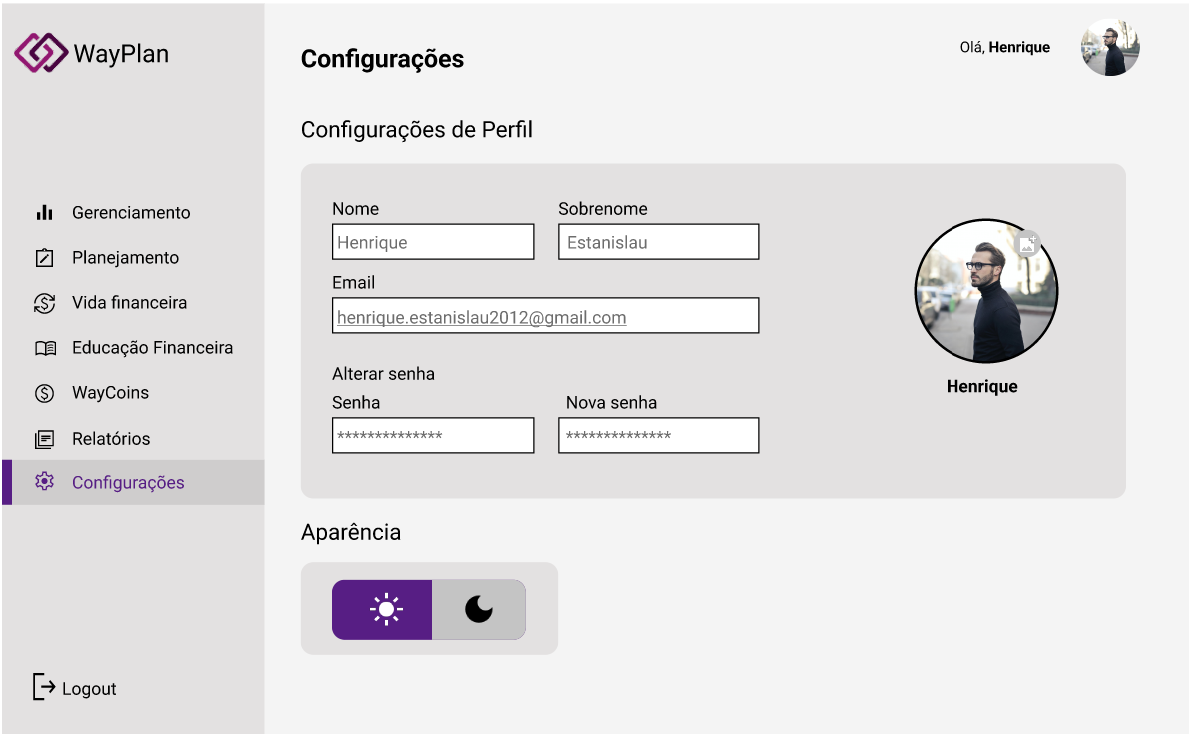 WayPlan
Gerenciamento
Planejamento
Vida financeira
Educação Financeira
WayCoins
Relatórios
Configurações
Logout
Configurações
Olá, Henrique
Configurações de Perfil
Nome
Sobrenome
Henrique
Estanislau
Email
henrique.estanislau2012@gmail.com
Alterar senha
Senha
Nova senha
**************
**************
Henrique
Aparência